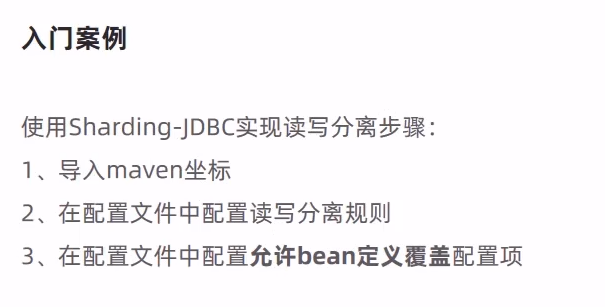 入门案例
使用Sharding-JDBC实现读写分离步骤：
1、导入maven坐标
2、在配置文件中配置读写分离规则
3、在配置文件中配置允许bean定义覆盖配置项